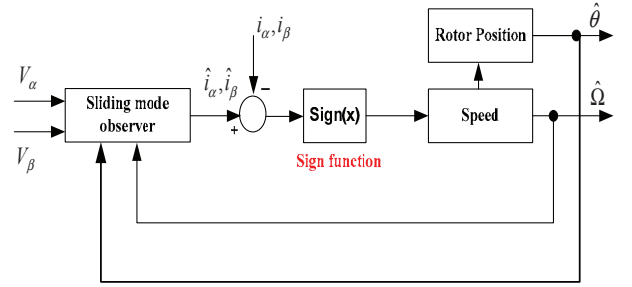 i_α, i_β
Rotor Position
θ̂
V_α
î_α, î_β
−
Ω̂
Sliding mode
observer
Sign(x)
Speed
+
V_β
Sign function